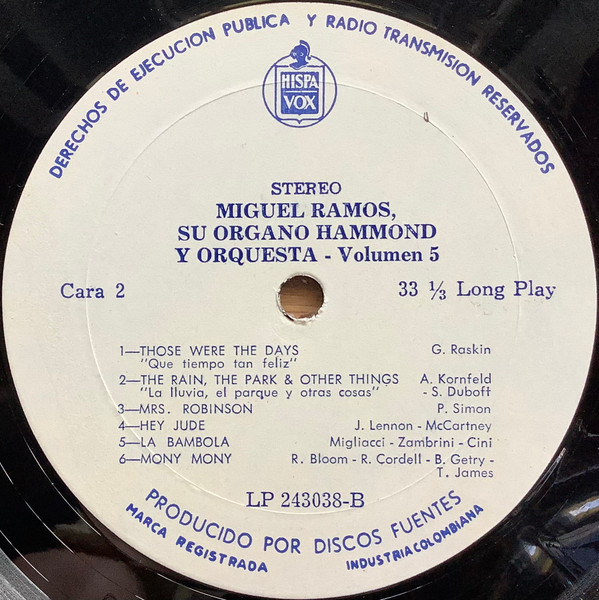 DERECHOS DE EJECUCION PUBLICA Y RADIO TRANSMISION RESERVADOS
HISPA
VOX
STEREO
MIGUEL RAMOS,
SU ORGANO HAMMOND
Y ORQUESTA - Volumen 5
Cara 2 33 ⅓ Long Play
1—THOSE WERE THE DAYS G. Raskin
"Que tiempo tan feliz"
2—THE RAIN, THE PARK & OTHER THINGS A. Kornfeld
"La lluvia, el parque y otras cosas" - S. Duboff
3—MRS. ROBINSON P. Simon
4—HEY JUDE J. Lennon - McCartney
5—LA BAMBOLA Migliacci - Zambrini - Cini
6—MONY MONY R. Bloom - R. Cordell - B. Getry -
T. James
LP 243038-B
PRODUCIDO POR DISCOS FUENTES
MARCA REGISTRADA INDUSTRIA COLOMBIANA